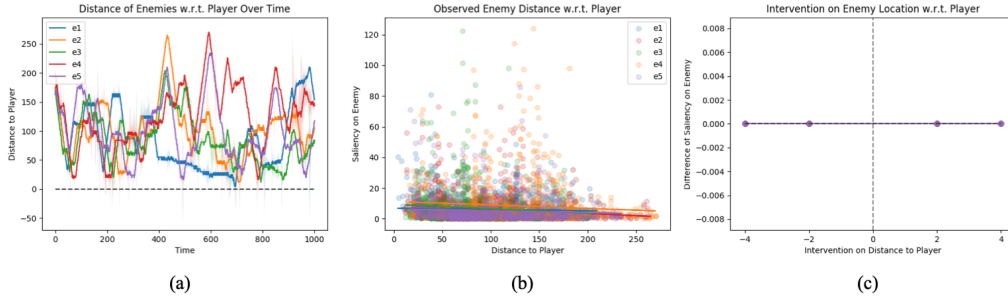 Distance of Enemies w.r.t. Player Over Time
Distance to Player
250
200
150
100
50
0
−50
0 200 400 600 800 1000
Time
e1
e2
e3
e4
e5
(a)
Observed Enemy Distance w.r.t. Player
Saliency on Enemy
120
100
80
60
40
20
0
0 50 100 150 200 250
Distance to Player
e1
e2
e3
e4
e5
(b)
Intervention on Enemy Location w.r.t. Player
Difference of Saliency on Enemy
0.008
0.006
0.004
0.002
0.000
−0.002
−0.004
−0.006
−0.008
−4 −2 0 2 4
Intervention on Distance to Player
(c)